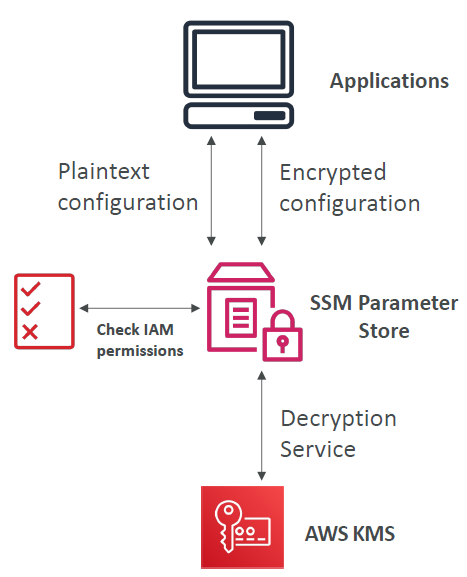 Applications
Plaintext
configuration
Encrypted
configuration
SSM Parameter
Store
Check IAM
permissions
Decryption
Service
AWS KMS